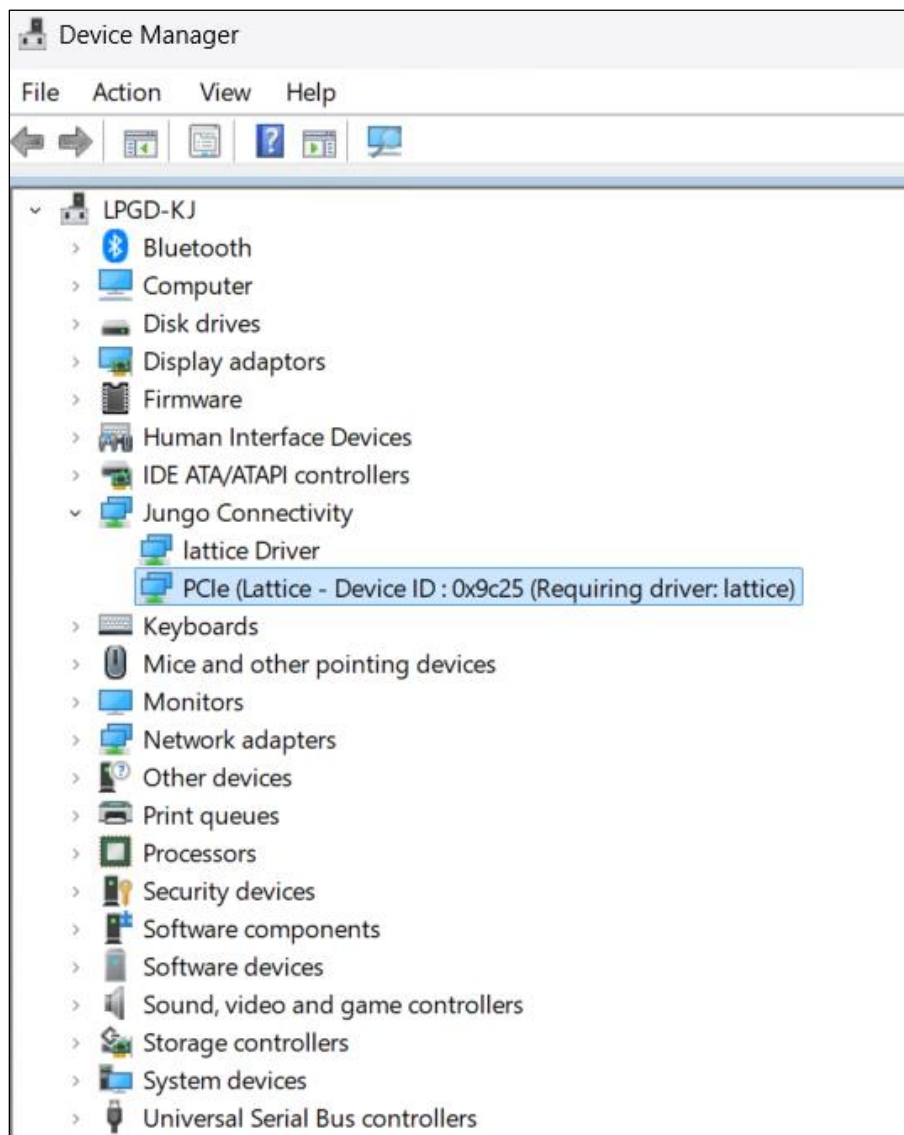 Device Manager
File Action View Help
LPGD-KJ
Bluetooth
Computer
Disk drives
Display adaptors
Firmware
Human Interface Devices
IDE ATA/ATAPI controllers
Jungo Connectivity
lattice Driver
PCIe (Lattice - Device ID : 0x9c25 (Requiring driver: lattice)
Keyboards
Mice and other pointing devices
Monitors
Network adapters
Other devices
Print queues
Processors
Security devices
Software components
Software devices
Sound, video and game controllers
Storage controllers
System devices
Universal Serial Bus controllers